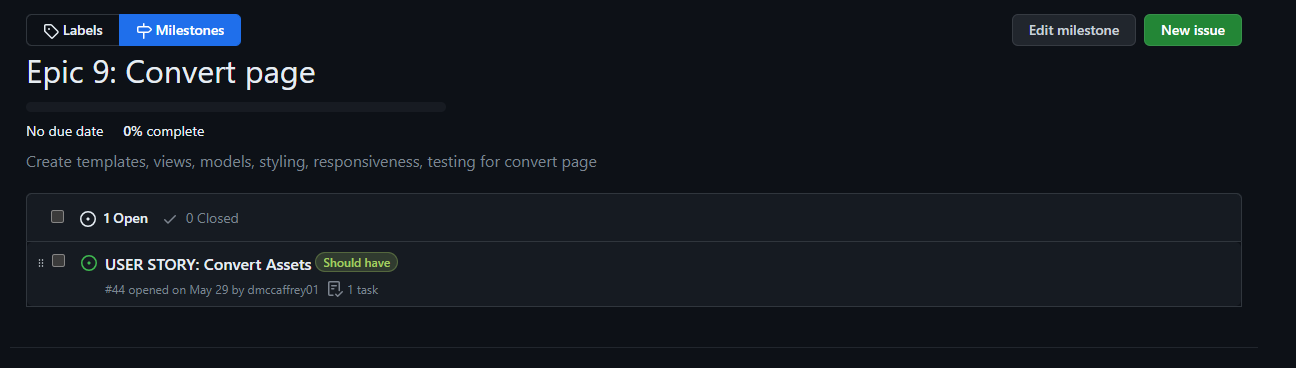 Labels Milestones Edit milestone New issue
Epic 9: Convert page
No due date 0% complete
Create templates, views, models, styling, responsiveness, testing for convert page
1 Open 0 Closed
USER STORY: Convert Assets Should have
#44 opened on May 29 by dmccaffrey01 1 task